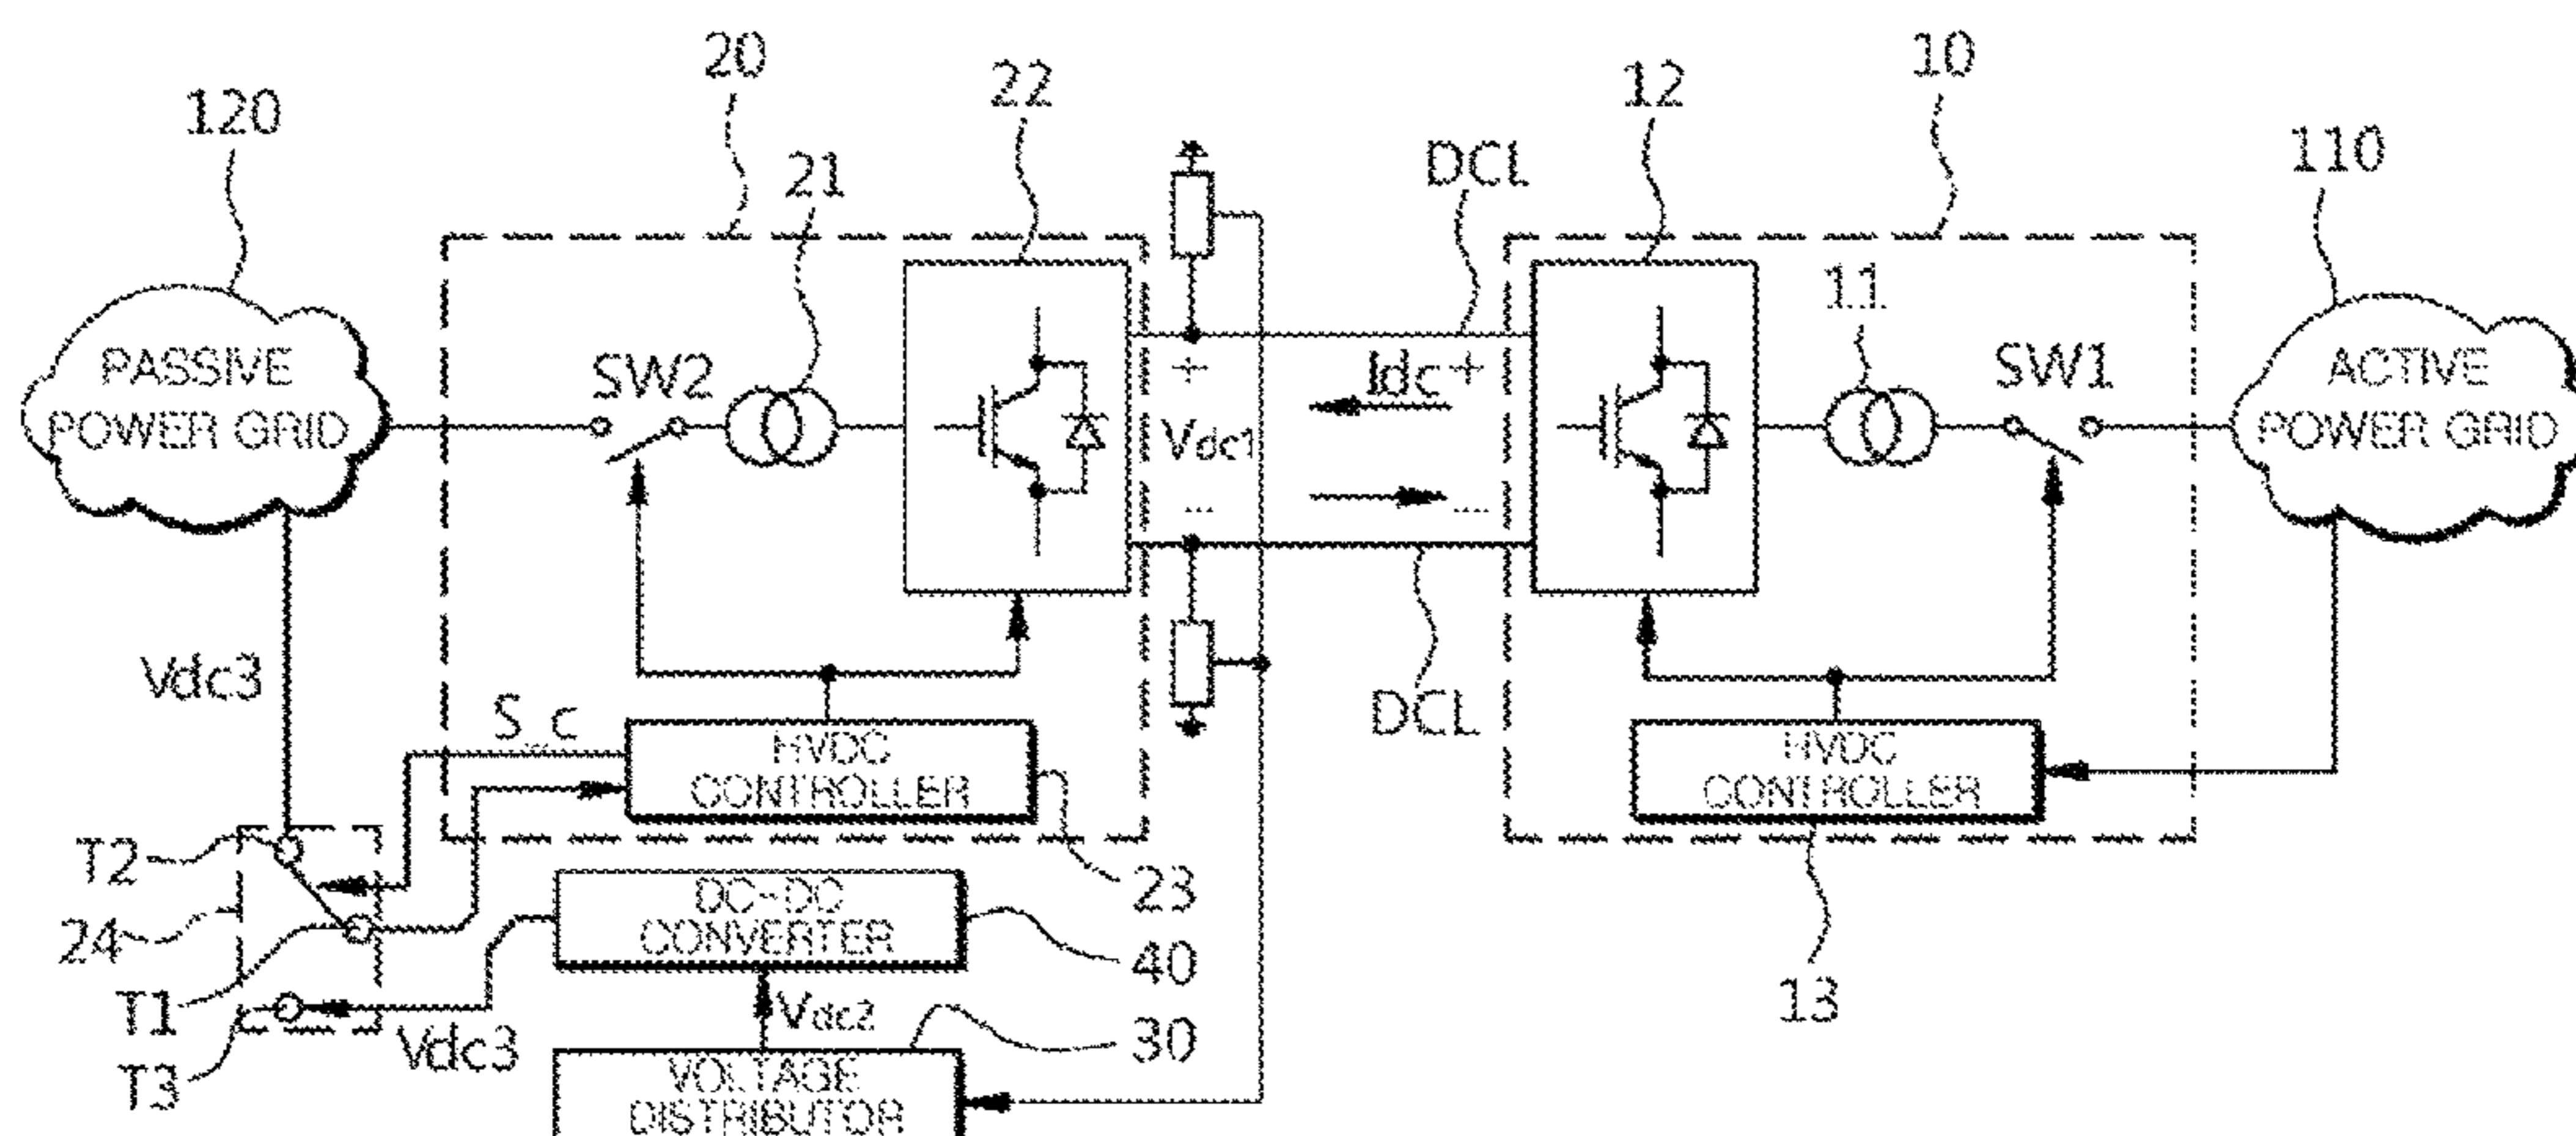 20
22
12
10
120
21
DCL
110
11
PASSIVE
POWER GRID
SW2
+
Idc
+
SW1
ACTIVE
POWER GRID
Vdc1
...
....
Vdc3
S_c
DCL
HVDC
CONTROLLER
HVDC
CONTROLLER
T2
24
DC-DC
CONVERTER
23
40
T1
Vdc2
13
T3
Vdc3
30
VOLTAGE
DISTRIBUTOR